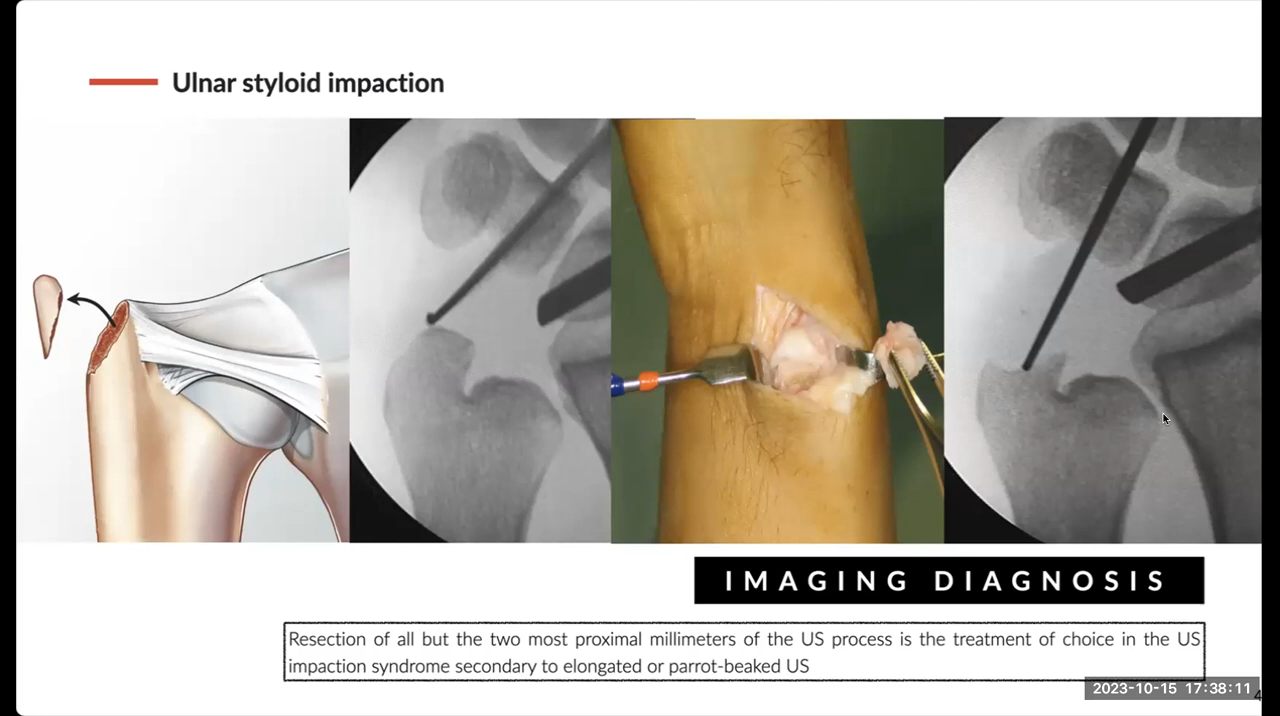 Ulnar styloid impaction
IMAGING DIAGNOSIS
Resection of all but the two most proximal millimeters of the US process is the treatment of choice in the US
impaction syndrome secondary to elongated or parrot-beaked US
2023-10-15 17:38:11
4